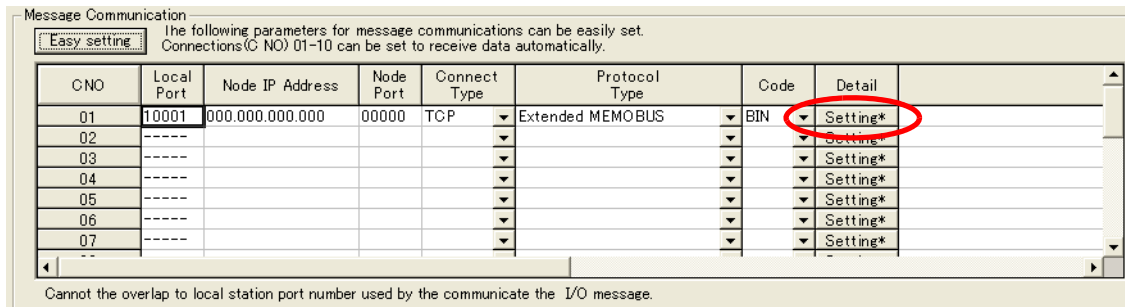 Message Communication
Easy setting The following parameters for message communications can be easily set.
Connections(C NO) 01-10 can be set to receive data automatically.
CNO Local Port Node IP Address Node Port Connect Type Protocol Type Code Detail
01 10001 000.000.000.000 00000 TCP Extended MEMOBUS BIN Setting*
02 ----- Setting*
03 ----- Setting*
04 ----- Setting*
05 ----- Setting*
06 ----- Setting*
07 ----- Setting*
Cannot the overlap to local station port number used by the communicate the I/O message.